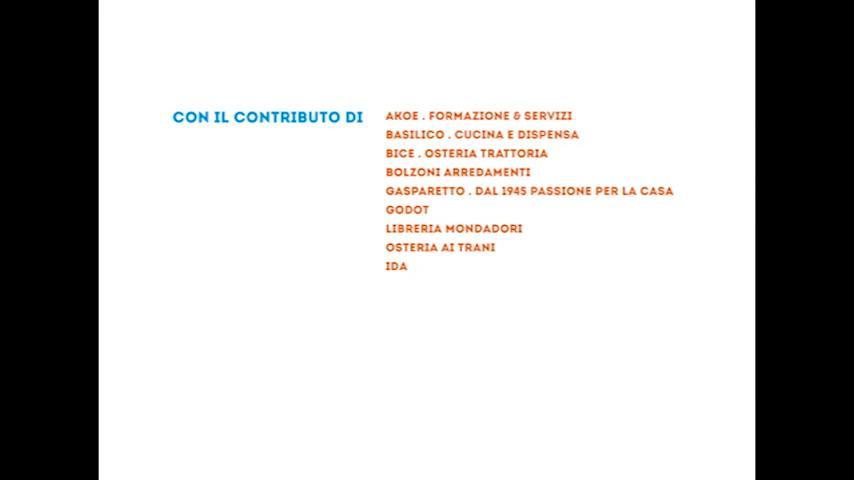 CON IL CONTRIBUTO DI
AKOE . FORMAZIONE & SERVIZI
BASILICO . CUCINA E DISPENSA
BICE . OSTERIA TRATTORIA
BOLZONI ARREDAMENTI
GASPARETTO . DAL 1945 PASSIONE PER LA CASA
GODOT
LIBRERIA MONDADORI
OSTERIA AI TRANI
IDA